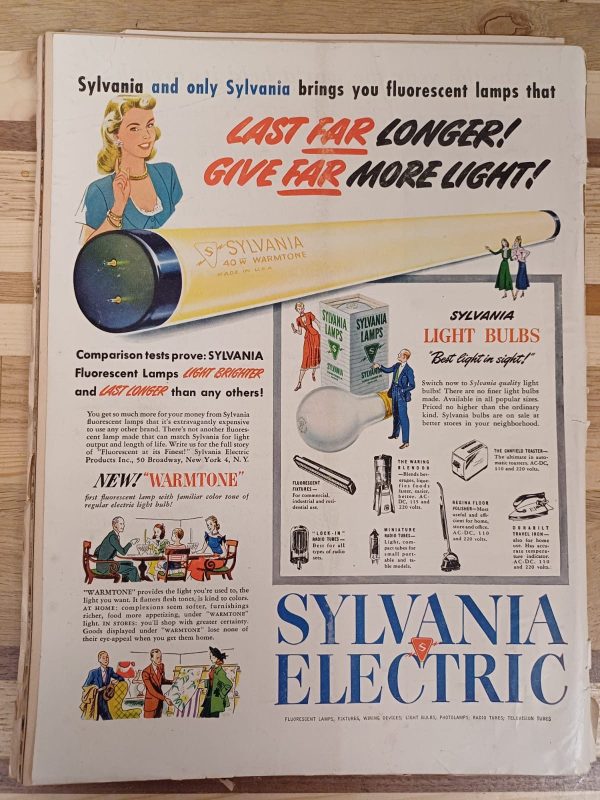 Sylvania and only Sylvania brings you fluorescent lamps that
LAST FAR LONGER!
GIVE FAR MORE LIGHT!
S SYLVANIA
40 W WARMTONE
MADE IN U.S.A.
Comparison tests prove: SYLVANIA
Fluorescent Lamps LIGHT BRIGHTER
and LAST LONGER than any others!
You get so much more for your money from Sylvania
fluorescent lamps that it's extravagantly expensive
to use any other brand. There's not another fluores-
cent lamp made that can match Sylvania for light
output and length of life. Write us for the full story
of "Fluorescent at its Finest!" Sylvania Electric
Products Inc., 50 Broadway, New York 4, N. Y.
NEW! "WARMTONE"
first fluorescent lamp with familiar color tone of
regular electric light bulb!
"WARMTONE" provides the light you're used to, the
light you want. It flatters flesh tones, is kind to colors.
AT HOME: complexions seem softer, furnishings
richer, food more appetizing, under "WARMTONE"
light. IN STORES: you'll shop with greater certainty.
Goods displayed under "WARMTONE" lose none of
their eye-appeal when you get them home.
SYLVANIA
LAMPS
SYLVANIA
LAMPS
S
SYLVANIA
SYLVANIA
LIGHT BULBS
"Best light in sight!"
Switch now to Sylvania quality light
bulbs! There are no finer light bulbs
made. Available in all popular sizes.
Priced no higher than the ordinary
kind. Sylvania bulbs are on sale at
better stores in your neighborhood.
FLUORESCENT
FIXTURES—
For commercial,
industrial and resi-
dential use.
THE WARING
BLENDOR
—Blends bev-
erages, lique-
fies foods
faster, easier,
better. AC-
DC, 115 and
220 volts.
THE CAMFIELD TOASTER—
The ultimate in auto-
matic toasters. AC-DC,
110 and 220 volts.
"LOCK-IN"
RADIO TUBES—
Best for all
types of radio
sets.
MINIATURE
RADIO TUBES—
Light, com-
pact tubes for
small port-
able and ta-
ble models.
REGINA FLOOR
POLISHER—Most
useful and effi-
cient for home,
store and office.
AC-DC, 110
and 220 volts.
DURABILT
TRAVEL IRON—
also for home
use. Has accu-
rate tempera-
ture indicator.
AC-DC, 110
and 220 volts.
SYLVANIA
S
ELECTRIC
FLUORESCENT LAMPS, FIXTURES, WIRING DEVICES; LIGHT BULBS, PHOTOLAMPS; RADIO TUBES; TELEVISION TUBES